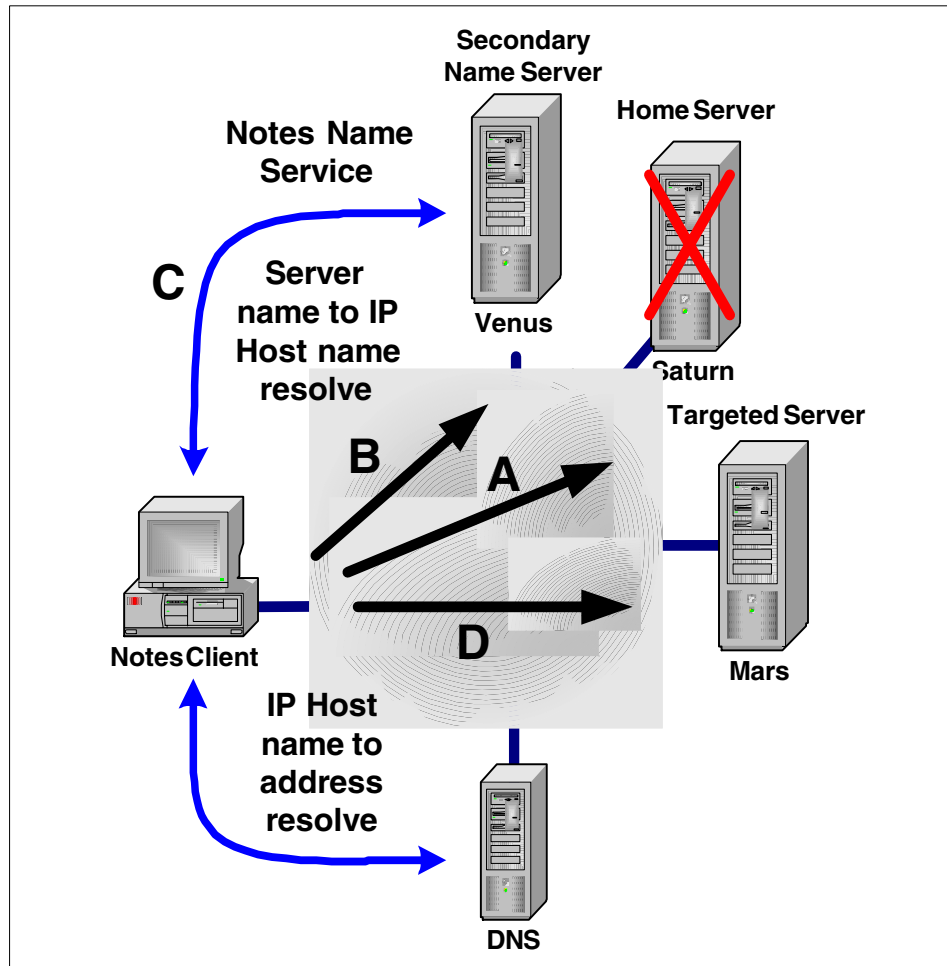 Secondary
Name Server
Home Server
Notes Name
Service
C
Server
name to IP
Host name
resolve
Venus
Saturn
Targeted Server
B
A
D
Notes Client
Mars
IP Host
name to
address
resolve
DNS